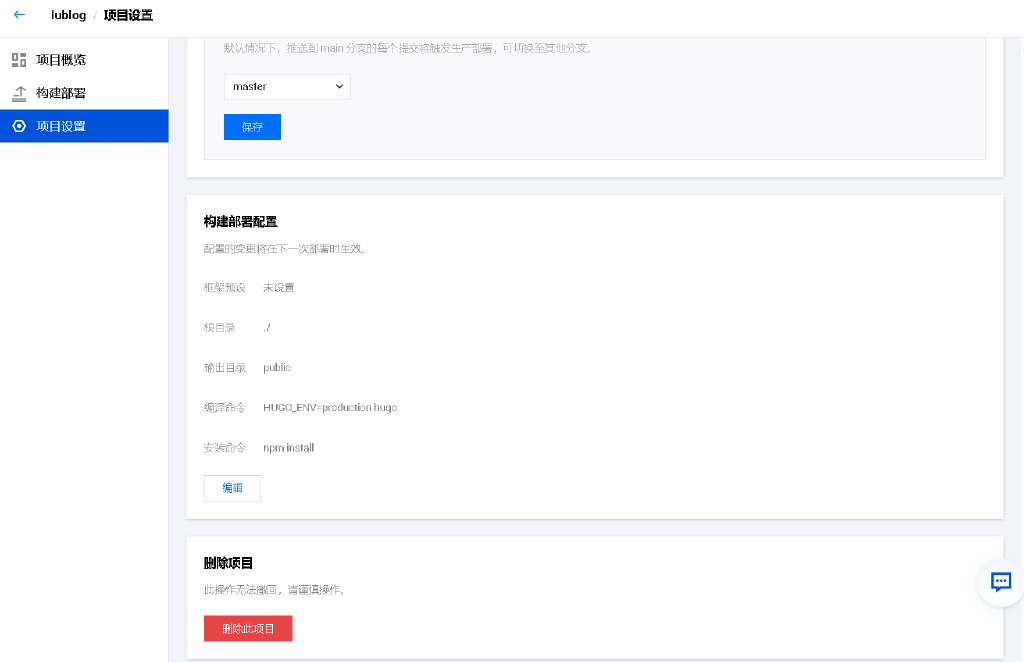 lublog / 项目设置
项目概览
构建部署
项目设置
默认情况下，推送到 main 分支的每个提交将触发生产部署，可切换至其他分支。
master
保存
构建部署配置
配置的变更将在下一次部署时生效。
框架预设 未设置
根目录 ./
输出目录 public
编译命令 HUGO_ENV=production hugo
安装命令 npm install
编辑
删除项目
此操作无法撤回，请谨慎操作。
删除此项目